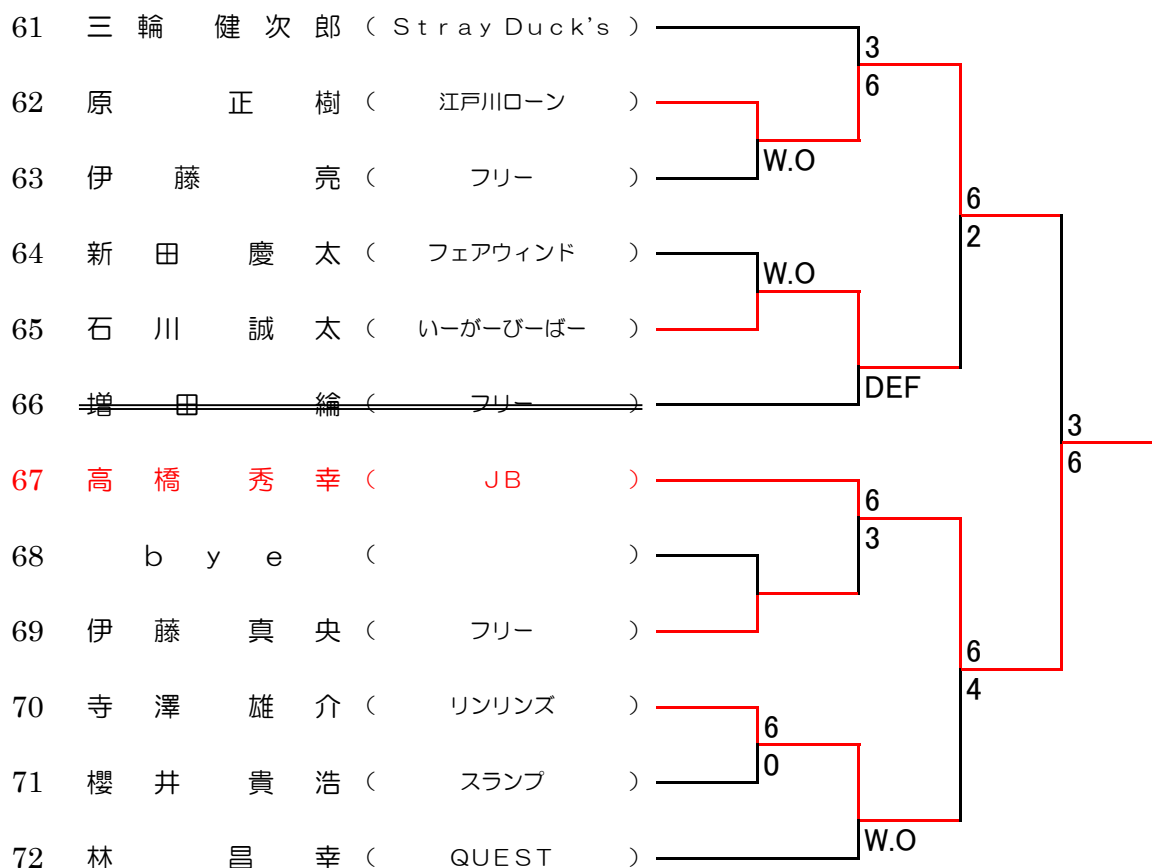 61 三輪 健次郎 ( Stray Duck's )
3
6
62 原 正樹 ( 江戸川ローン )
W.O
63 伊藤 亮 ( フリー )
6
2
64 新田 慶太 ( フェアウィンド )
W.O
65 石川 誠太 ( いーがーびーばー )
DEF
66 増田 綸 ( フリー )
3
6
67 高橋 秀幸 ( JB )
6
3
68 bye ( )
69 伊藤 真央 ( フリー )
6
4
70 寺澤 雄介 ( リンリンズ )
6
0
71 櫻井 貴浩 ( スランプ )
W.O
72 林 昌幸 ( QUEST )